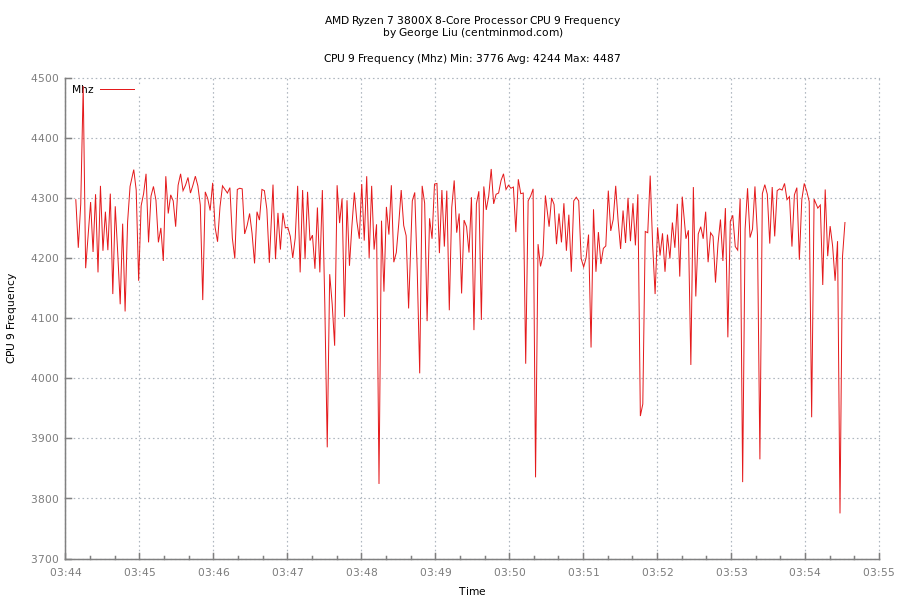 AMD Ryzen 7 3800X 8-Core Processor CPU 9 Frequency
by George Liu (centminmod.com)
CPU 9 Frequency (Mhz) Min: 3776 Avg: 4244 Max: 4487
4500
Mhz
4400
4300
4200
4100
4000
3900
3800
3700
CPU 9 Frequency
03:44 03:45 03:46 03:47 03:48 03:49 03:50 03:51 03:52 03:53 03:54 03:55
Time